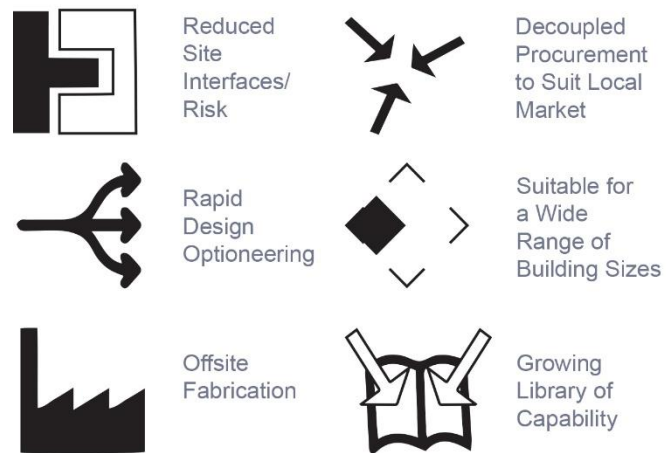 Reduced
Site
Interfaces/
Risk
Decoupled
Procurement
to Suit Local
Market
Rapid
Design
Optioneering
Suitable for
a Wide
Range of
Building Sizes
Offsite
Fabrication
Growing
Library of
Capability